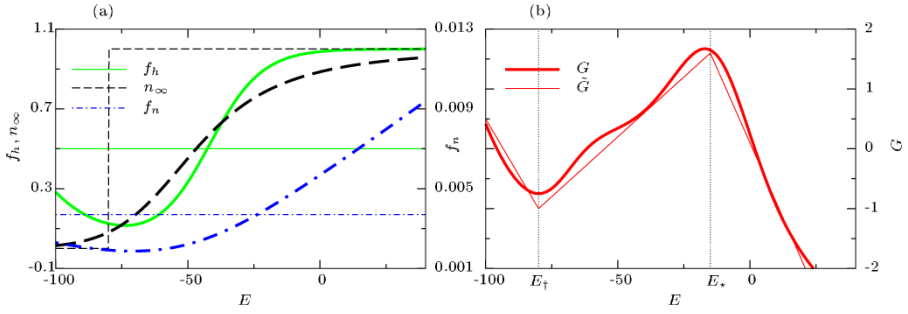 (a)
1.1
0.7
0.3
-0.1
f_h, n_∞
f_h
n_∞
f_n
-100
-50
0
E
0.013
0.009
0.005
0.001
f_n
(b)
G
G̃
-100
E_†
-50
E_⋆
0
E
2
1
0
-1
-2
G